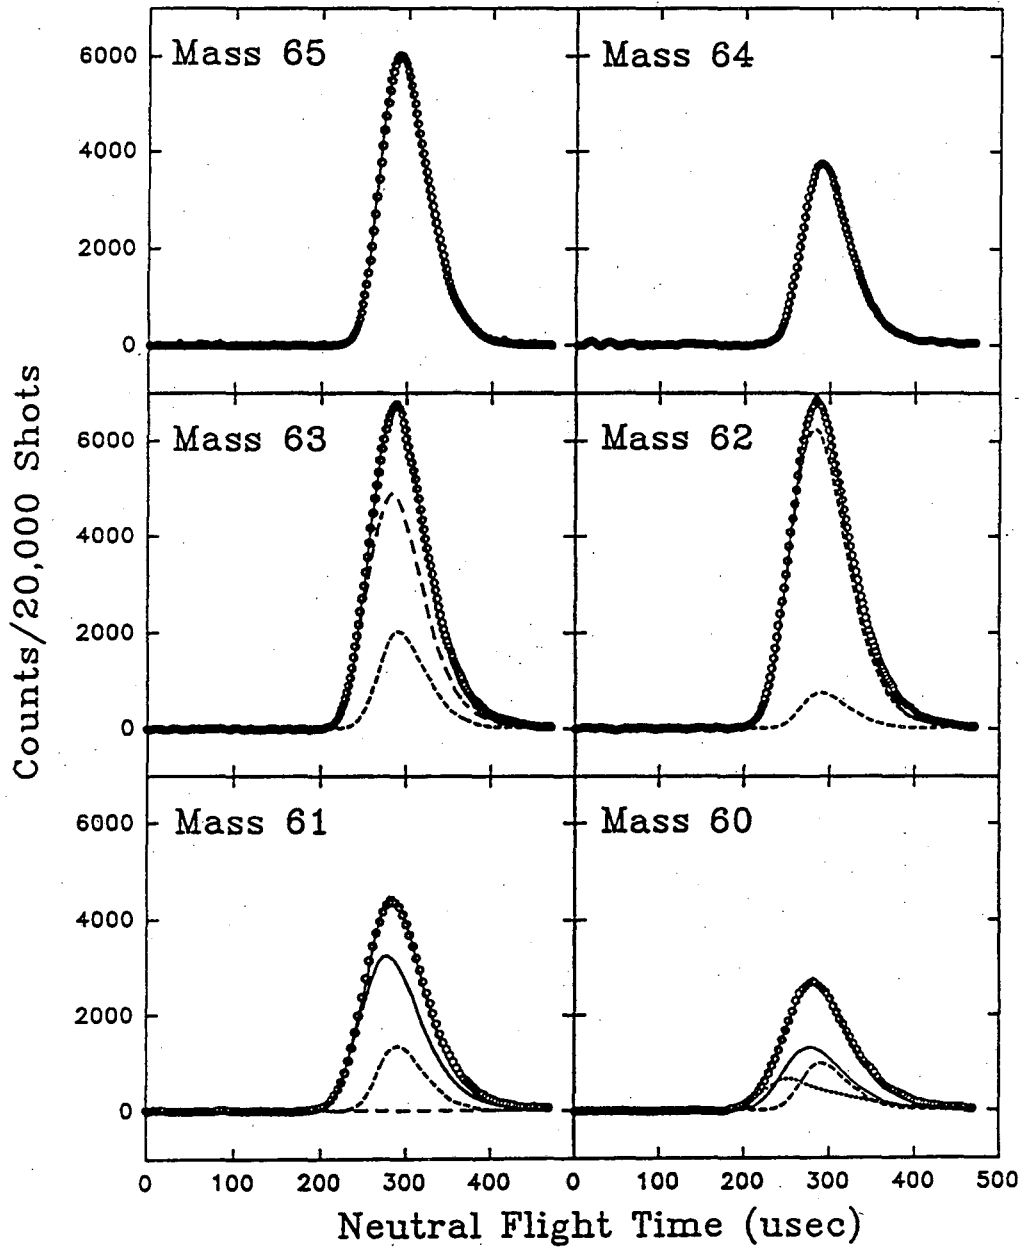 Mass 65
Mass 64
6000
4000
2000
0
Mass 63
Mass 62
6000
4000
2000
0
Mass 61
Mass 60
6000
4000
2000
0
0 100 200 300 400 0 100 200 300 400 500
Neutral Flight Time (usec)
Counts/20,000 Shots